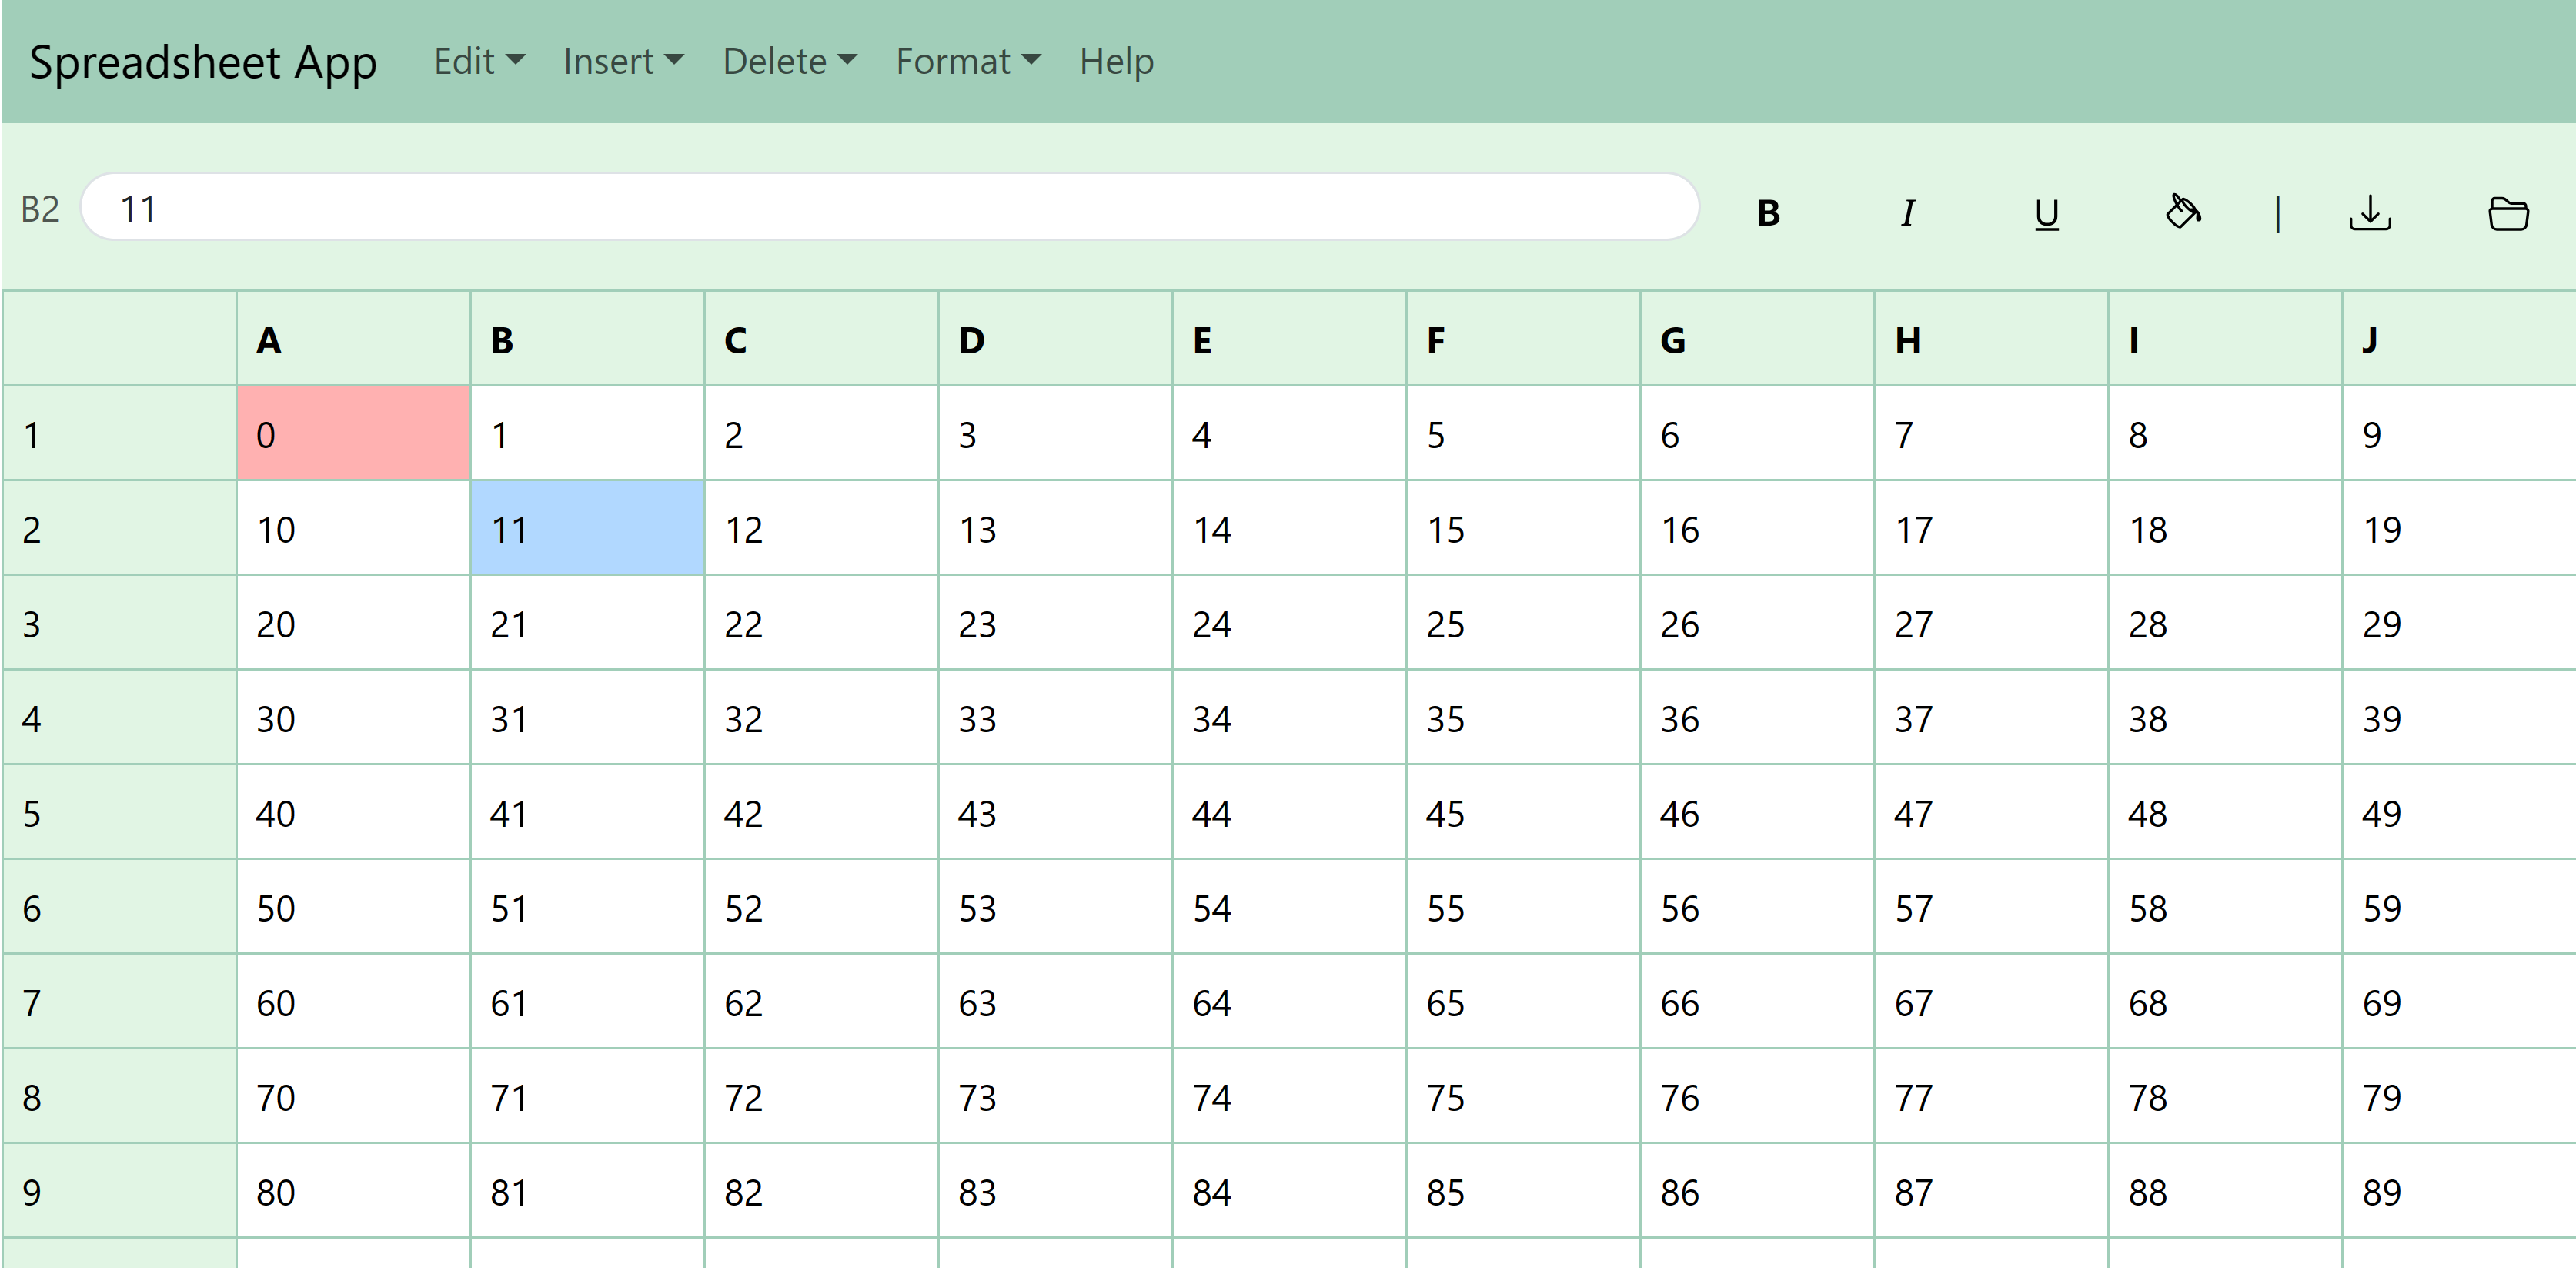 Spreadsheet App Edit Insert Delete Format Help
B2 11 B I U |
A B C D E F G H I J
1 0 1 2 3 4 5 6 7 8 9
2 10 11 12 13 14 15 16 17 18 19
3 20 21 22 23 24 25 26 27 28 29
4 30 31 32 33 34 35 36 37 38 39
5 40 41 42 43 44 45 46 47 48 49
6 50 51 52 53 54 55 56 57 58 59
7 60 61 62 63 64 65 66 67 68 69
8 70 71 72 73 74 75 76 77 78 79
9 80 81 82 83 84 85 86 87 88 89